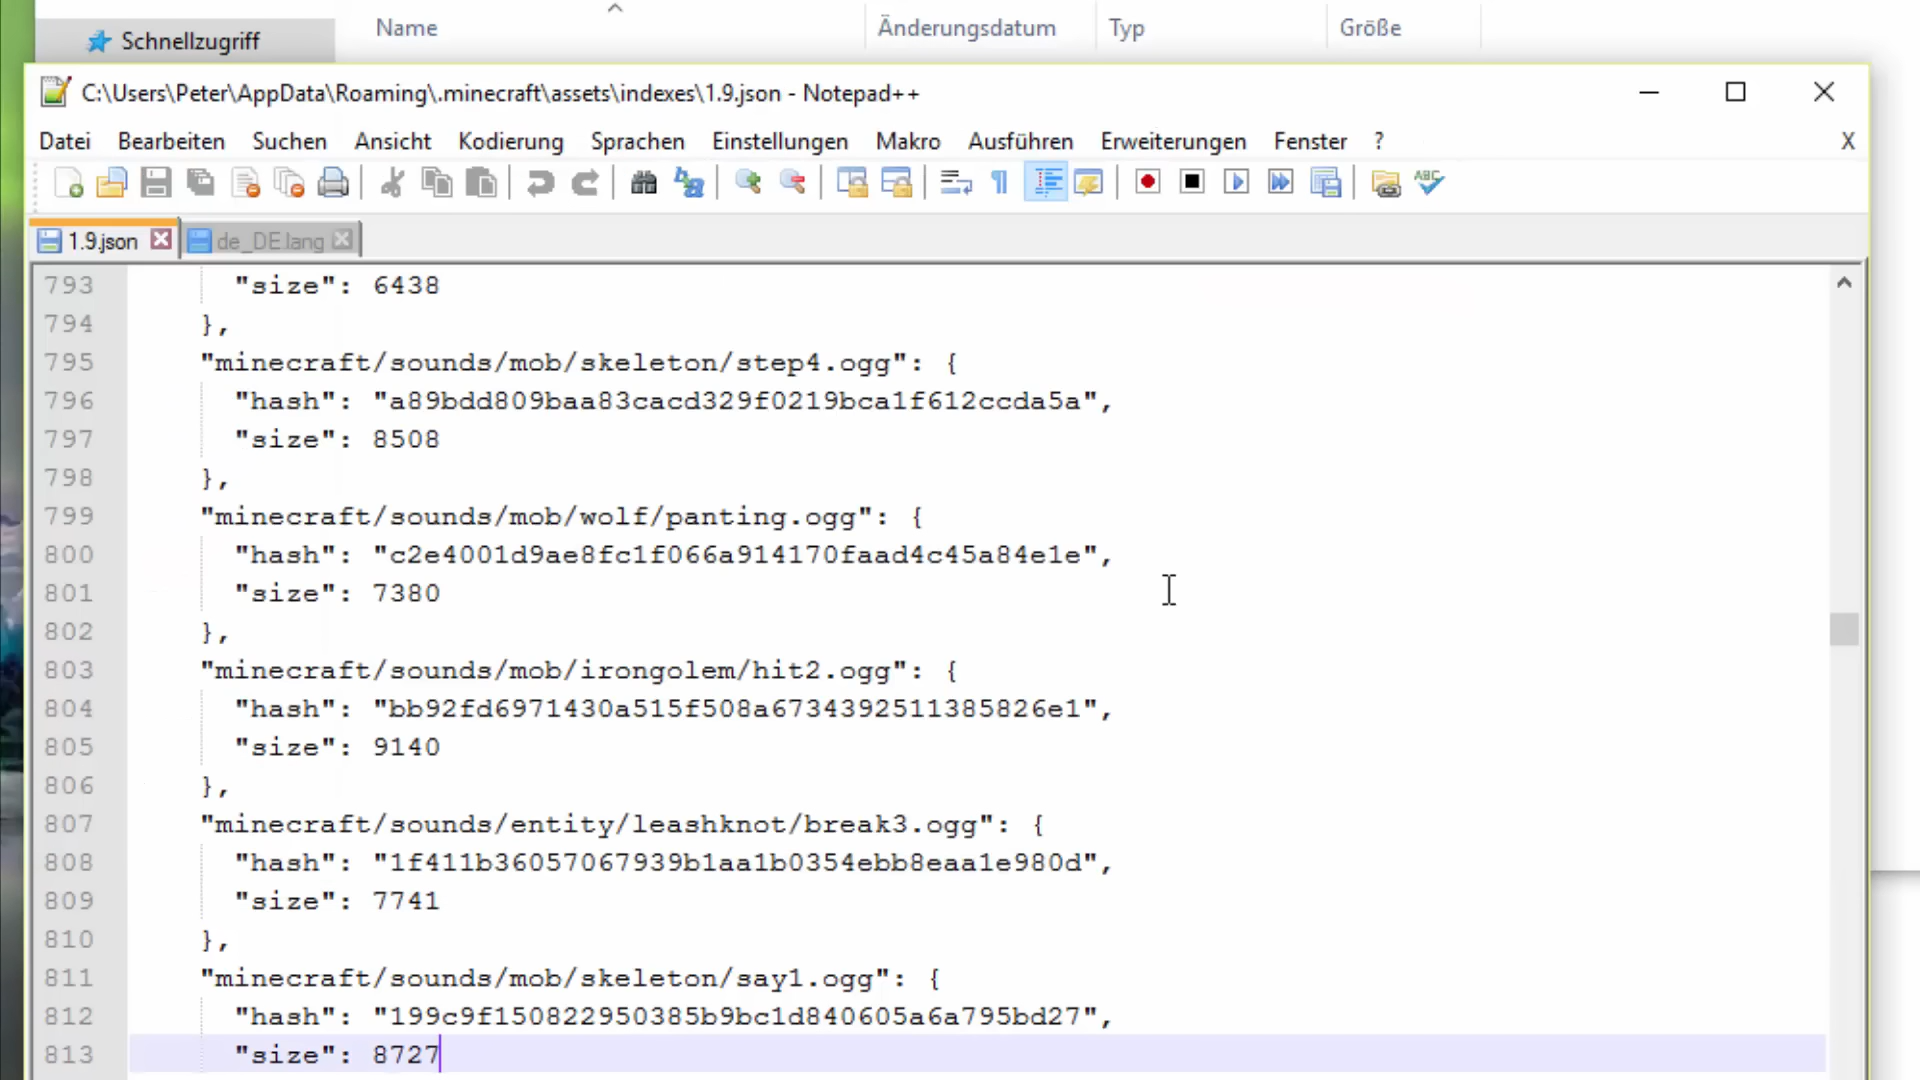 Schnellzugriff Name Änderungsdatum Typ Größe
C:\Users\Peter\AppData\Roaming\.minecraft\assets\indexes\1.9.json - Notepad++
Datei Bearbeiten Suchen Ansicht Kodierung Sprachen Einstellungen Makro Ausführen Erweiterungen Fenster ? X
ABC
1.9.json de_DE.lang
793 "size": 6438
794 },
795 "minecraft/sounds/mob/skeleton/step4.ogg": {
796 "hash": "a89bdd809baa83cacd329f0219bca1f612ccda5a",
797 "size": 8508
798 },
799 "minecraft/sounds/mob/wolf/panting.ogg": {
800 "hash": "c2e4001d9ae8fc1f066a914170faad4c45a84e1e",
801 "size": 7380
802 },
803 "minecraft/sounds/mob/irongolem/hit2.ogg": {
804 "hash": "bb92fd6971430a515f508a6734392511385826e1",
805 "size": 9140
806 },
807 "minecraft/sounds/entity/leashknot/break3.ogg": {
808 "hash": "1f411b36057067939b1aa1b0354ebb8eaa1e980d",
809 "size": 7741
810 },
811 "minecraft/sounds/mob/skeleton/say1.ogg": {
812 "hash": "199c9f150822950385b9bc1d840605a6a795bd27",
813 "size": 8727